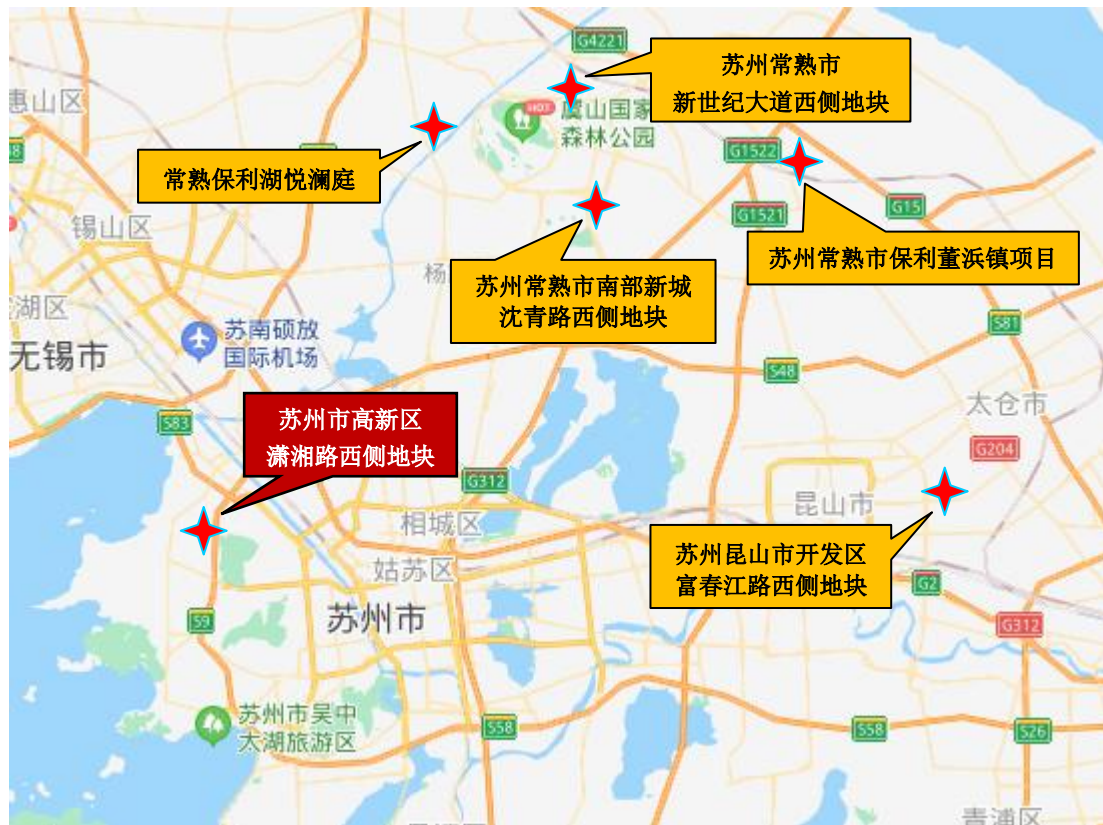 G4221
苏州常熟市
新世纪大道西侧地块
惠山区
HOT
虞山国家
森林公园
常熟保利湖悦澜庭
G1522
G15
G1521
锡山区
苏州常熟市保利董浜镇项目
苏州常熟市南部新城
沈青路西侧地块
湖区
苏南硕放
国际机场
无锡市
S81
S48
太仓市
苏州市高新区
潇湘路西侧地块
S83
G204
G312
昆山市
相城区
苏州昆山市开发区
富春江路西侧地块
姑苏区
G2
S9
苏州市
G312
苏州市吴中
太湖旅游区
S58
S58
S26
青浦区